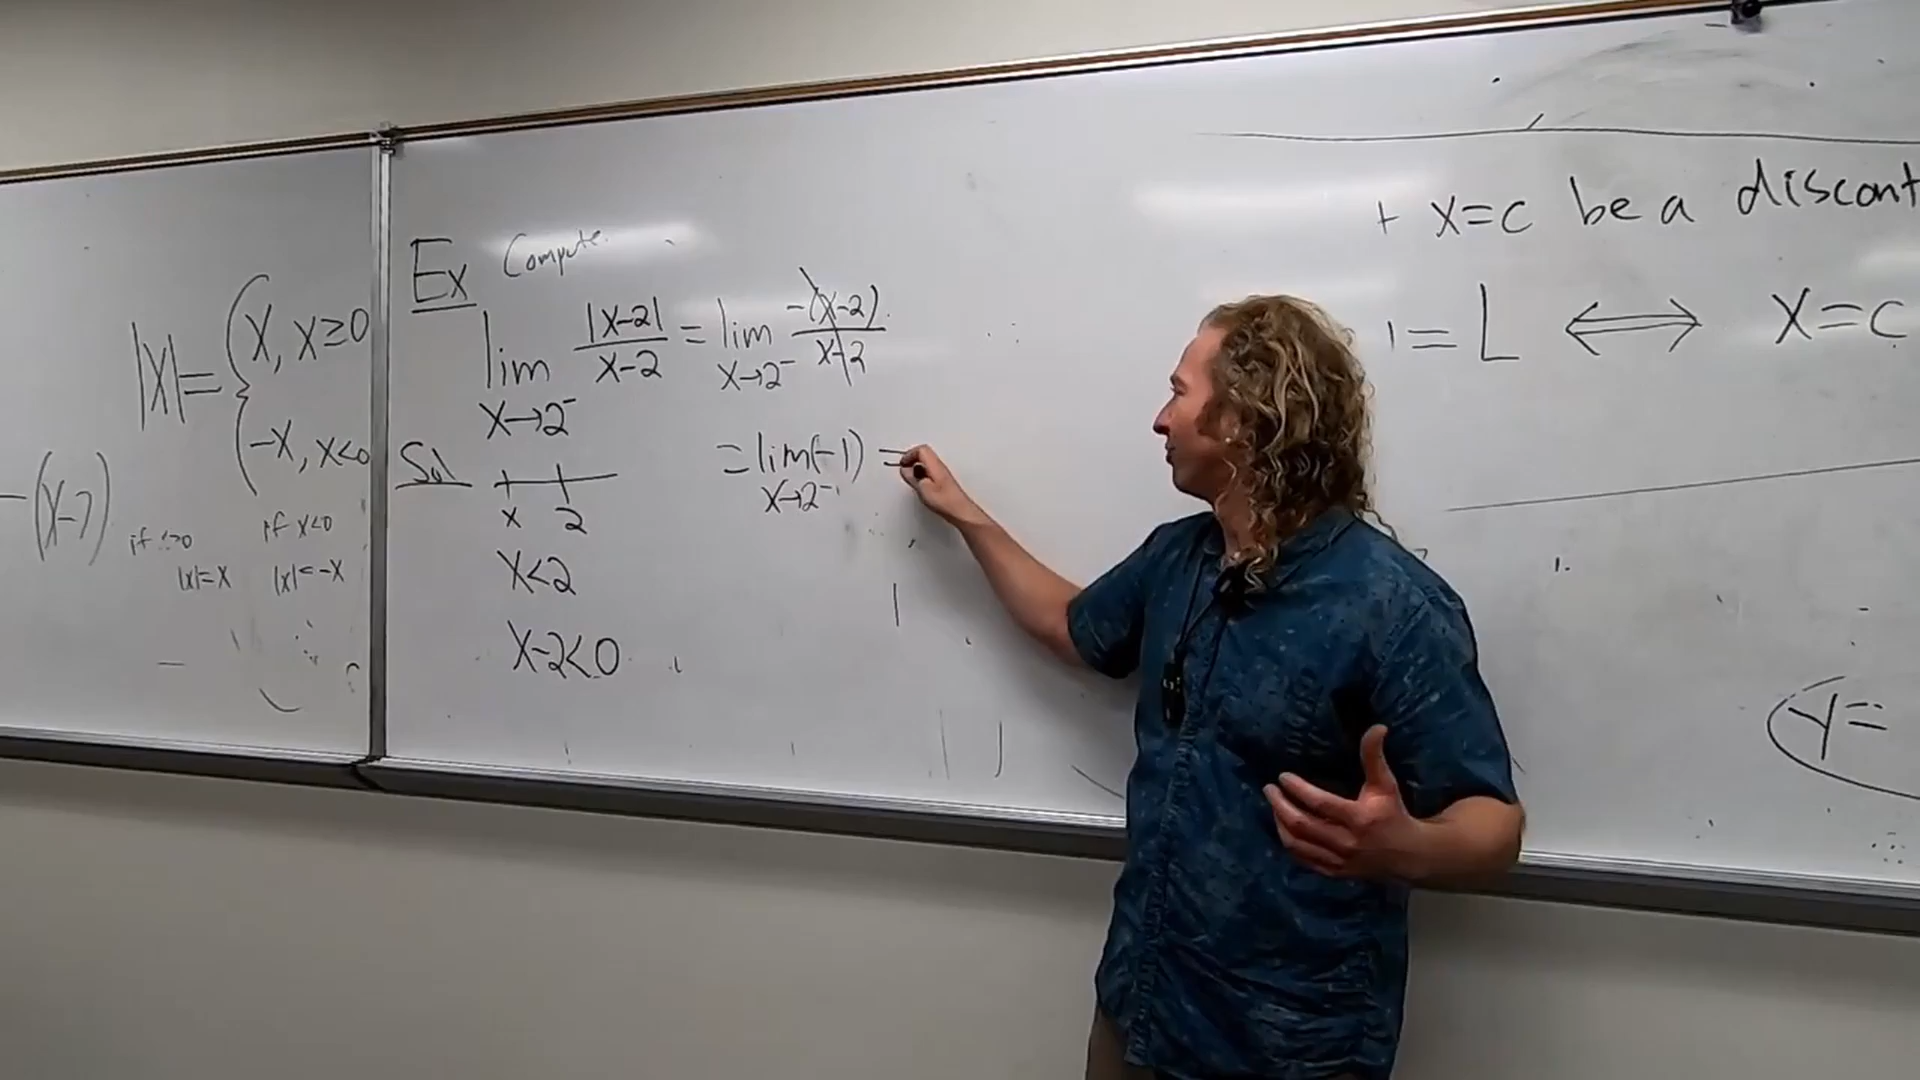 |x|= { x, x≥0
-x, x<0
-(x-7)
if x>0
|x|=x
if x<0
|x|=-x
Ex Compute
lim x→2⁻ |x-2|/x-2 = lim x→2⁻ -(x-2)/x-2
= lim x→2⁻ (-1) =
Sol
x 2
x<2
x-2<0
x=c be a discont
= L ⟺ x=c
y=